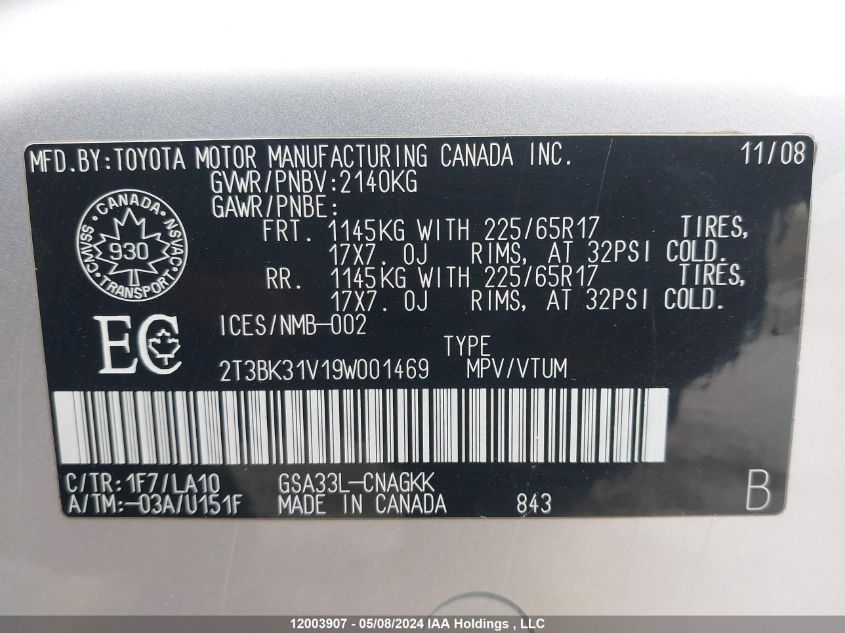 MFD.BY:TOYOTA MOTOR MANUFACTURING CANADA INC. 11/08
GVWR/PNBV:2140KG
GAWR/PNBE:
FRT. 1145KG WITH 225/65R17 TIRES,
17X7. 0J RIMS, AT 32PSI COLD.
RR. 1145KG WITH 225/65R17 TIRES,
17X7. 0J RIMS, AT 32PSI COLD.
CANADA
CMVSS NSVAC
930
TRANSPORT
ICES/NMB-002
EC
TYPE
2T3BK31V19W001469 MPV/VTUM
C/TR:1F7/LA10 GSA33L-CNAGKK
A/TM:-03A/U151F MADE IN CANADA 843 B
12003907 - 05/08/2024 IAA Holdings , LLC